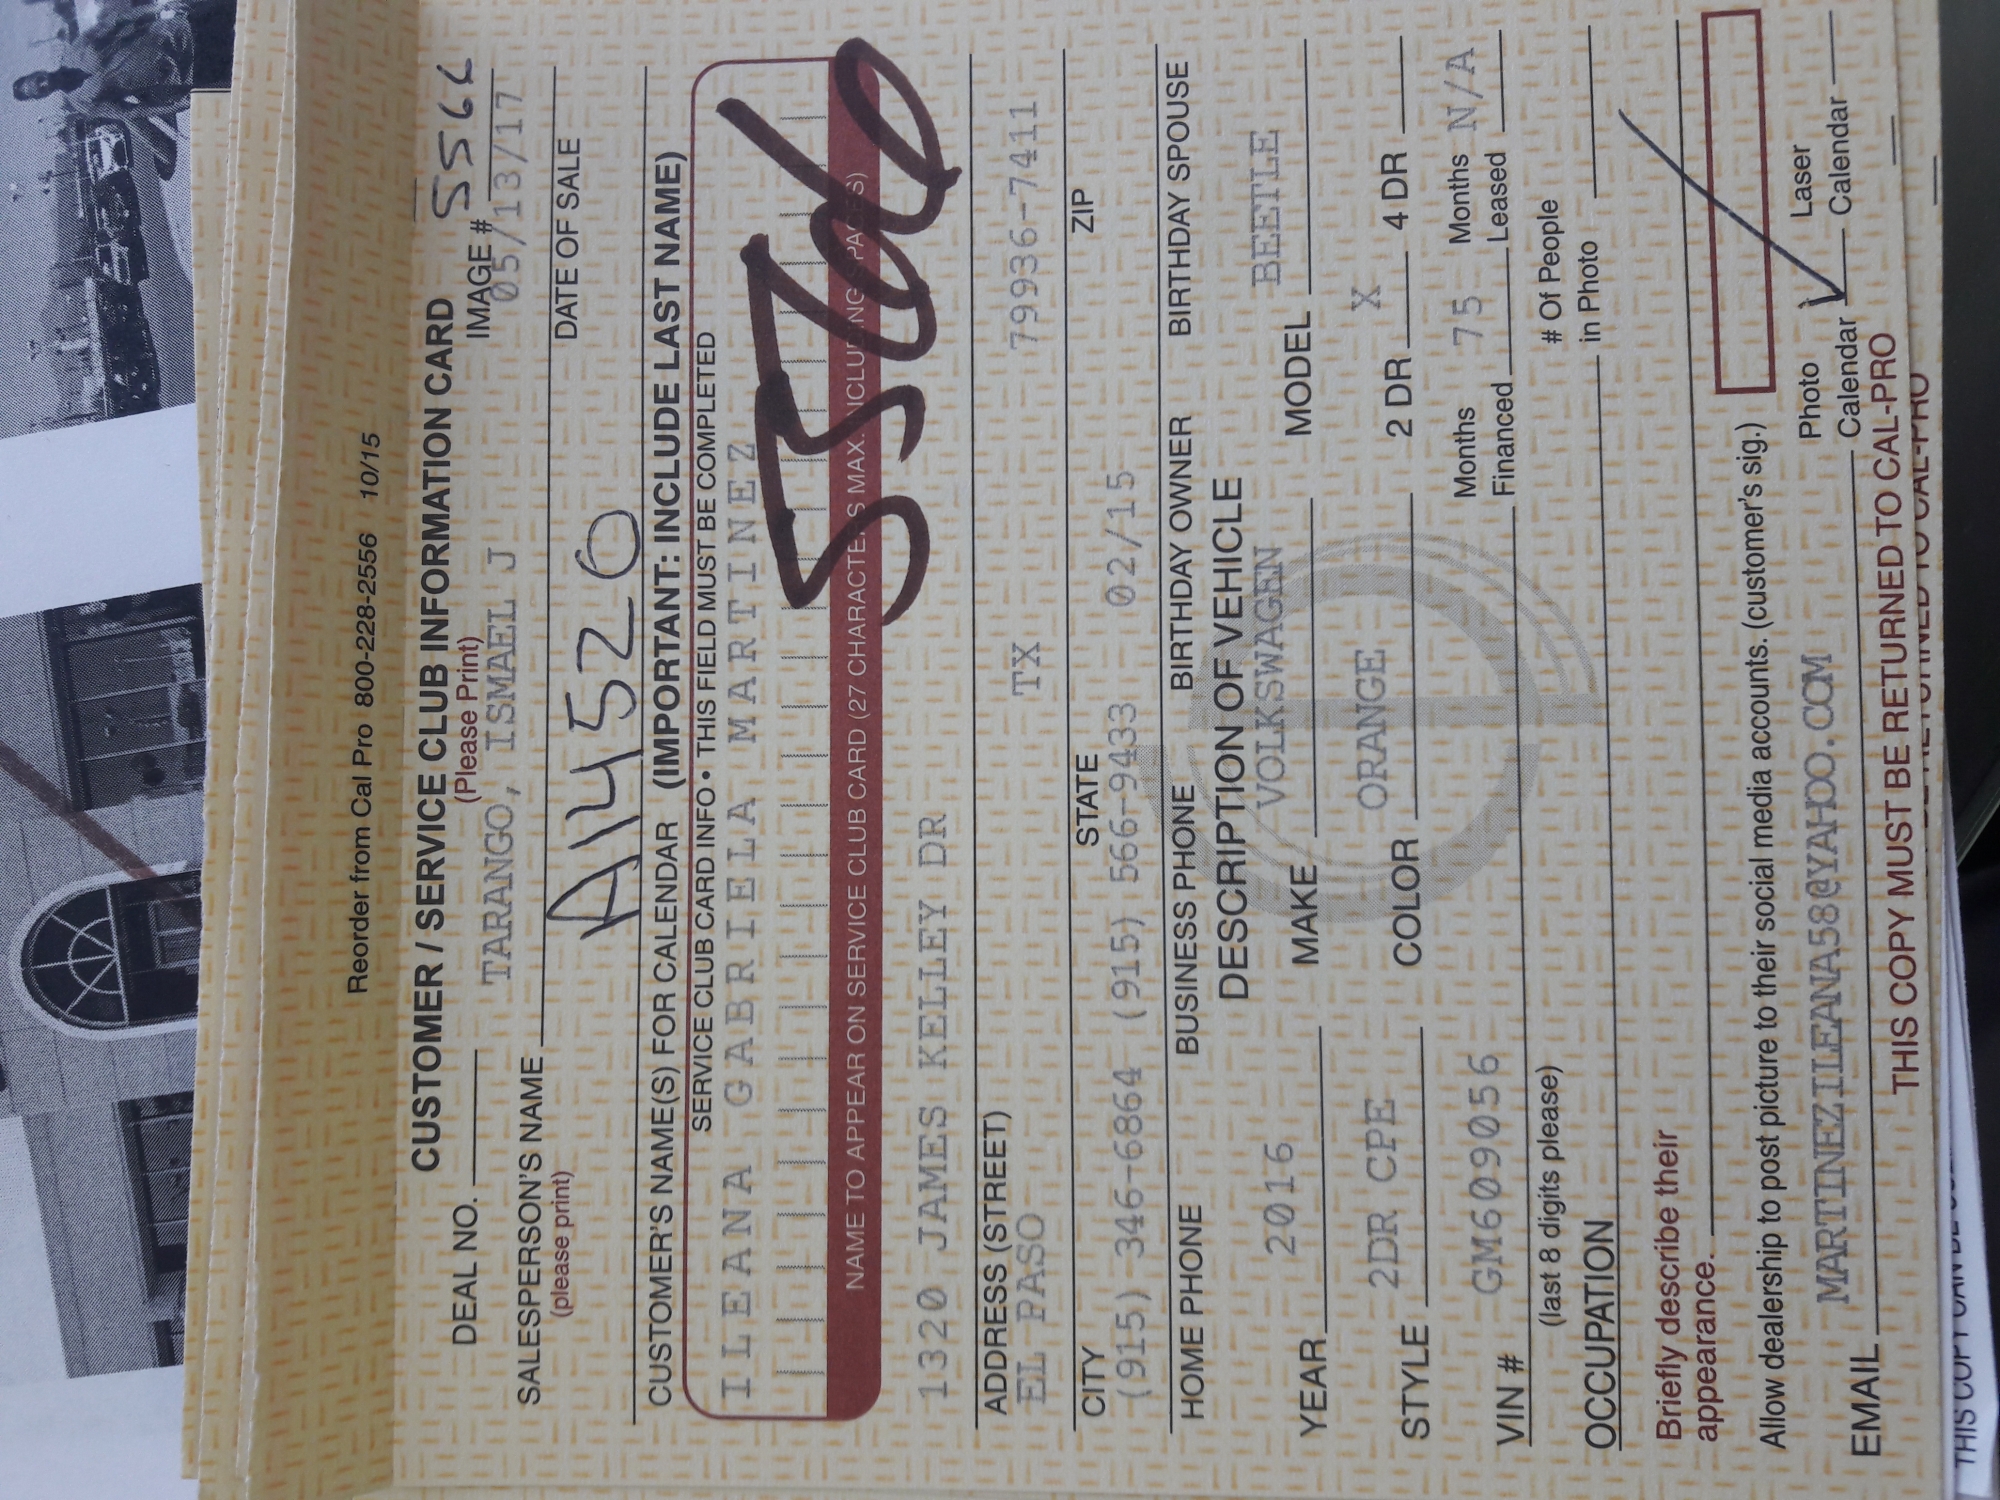 Reorder from Cal Pro 800-228-2556 10/15
CUSTOMER / SERVICE CLUB INFORMATION CARD
(Please Print)
DEAL NO.
IMAGE #
TARANGO, ISMAEL J
05/13/17
SALESPERSON'S NAME
(please print)
DATE OF SALE
A14520
CUSTOMER'S NAME(S) FOR CALENDAR (IMPORTANT: INCLUDE LAST NAME)
SERVICE CLUB CARD INFO • THIS FIELD MUST BE COMPLETED
ILEANA GABRIELA MARTINEZ
NAME TO APPEAR ON SERVICE CLUB CARD (27 CHARACTERS MAX. INCLUDING SPACES)
1320 JAMES KELLEY DR
ADDRESS (STREET)
EL PASO TX 79936-7411
CITY STATE ZIP
(915) 346-6864 (915) 566-9433 02/15
HOME PHONE BUSINESS PHONE BIRTHDAY OWNER BIRTHDAY SPOUSE
DESCRIPTION OF VEHICLE
YEAR 2016 MAKE VOLKSWAGEN MODEL BEETLE
STYLE 2DR CPE COLOR ORANGE 2 DR X 4 DR
VIN # GM609056 Months Financed 75 Months Leased N/A
(last 8 digits please)
OCCUPATION # Of People in Photo
Briefly describe their
appearance.
Allow dealership to post picture to their social media accounts. (customer's sig.)
EMAIL MARTINEZILEANA58@YAHOO.COM Photo Calendar Laser Calendar
THIS COPY MUST BE RETURNED TO CAL-PRO